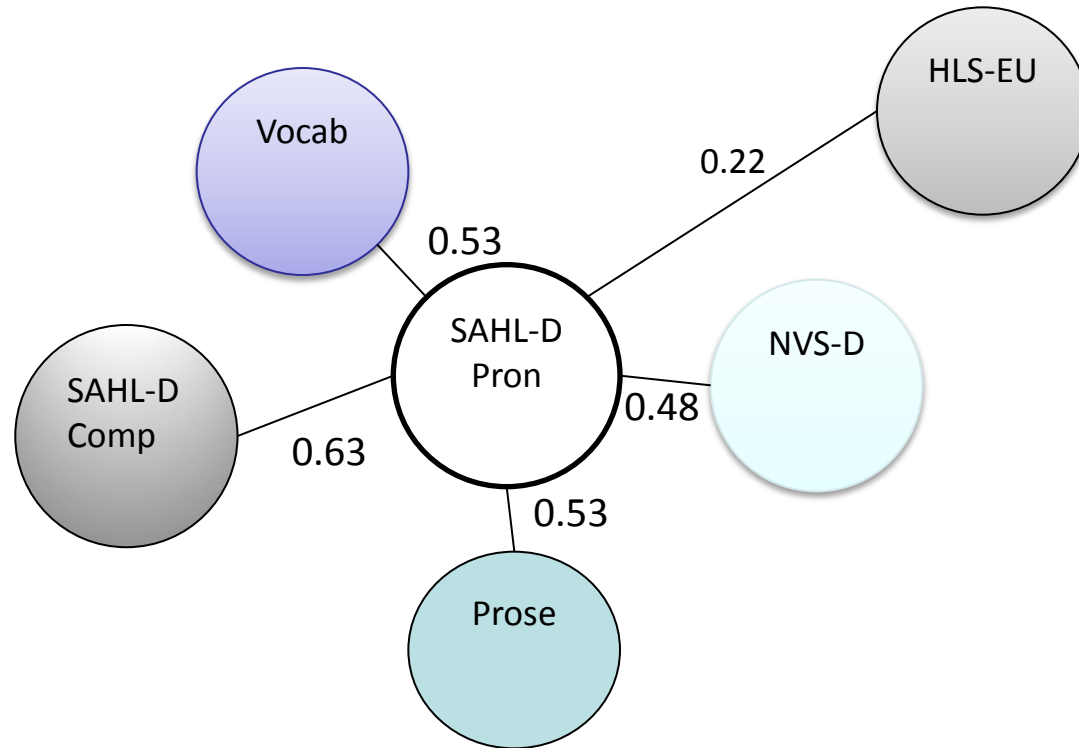 HLS-EU
Vocab
0.22
0.53
SAHL-D
Pron
NVS-D
SAHL-D
Comp
0.48
0.63
0.53
Prose